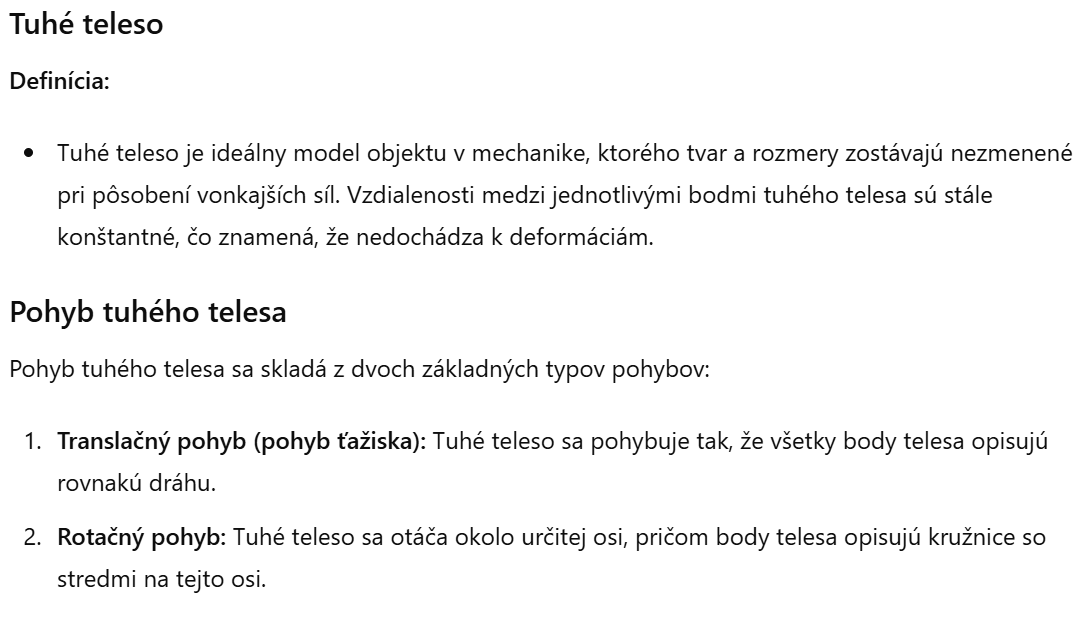 Tuhé teleso
Definícia:
• Tuhé teleso je ideálny model objektu v mechanike, ktorého tvar a rozmery zostávajú nezmenené
pri pôsobení vonkajších síl. Vzdialenosti medzi jednotlivými bodmi tuhého telesa sú stále
konštantné, čo znamená, že nedochádza k deformáciám.
Pohyb tuhého telesa
Pohyb tuhého telesa sa skladá z dvoch základných typov pohybov:
1. Translačný pohyb (pohyb ťažiska): Tuhé teleso sa pohybuje tak, že všetky body telesa opisujú
rovnakú dráhu.
2. Rotačný pohyb: Tuhé teleso sa otáča okolo určitej osi, pričom body telesa opisujú kružnice so
stredmi na tejto osi.